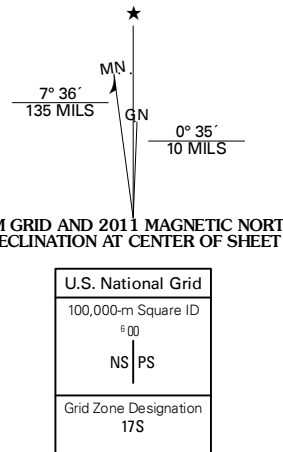 ★
M.N.
7° 36´
135 MILS
GN
0° 35´
10 MILS
M GRID AND 2011 MAGNETIC NORT
ECLINATION AT CENTER OF SHEET
U.S. National Grid
100,000-m Square ID
⁶00
NS PS
Grid Zone Designation
17S